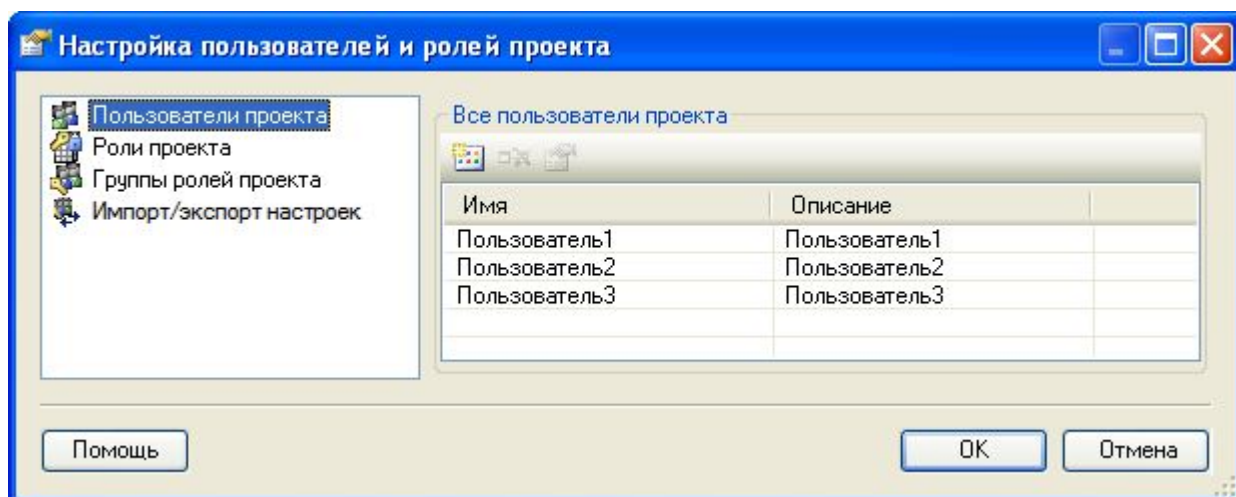 Настройка пользователей и ролей проекта
Пользователи проекта
Роли проекта
Группы ролей проекта
Импорт/экспорт настроек
Все пользователи проекта
Имя Описание
Пользователь1 Пользователь1
Пользователь2 Пользователь2
Пользователь3 Пользователь3
Помощь OK Отмена